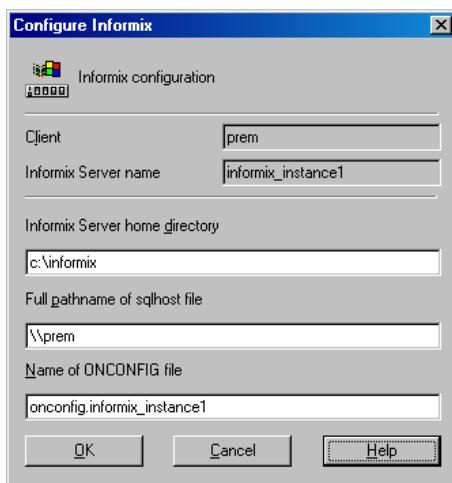 Configure Informix
Informix configuration
Client prem
Informix Server name informix_instance1
Informix Server home directory
c:\informix
Full pathname of sqlhost file
\\prem
Name of ONCONFIG file
onconfig.informix_instance1
OK Cancel Help